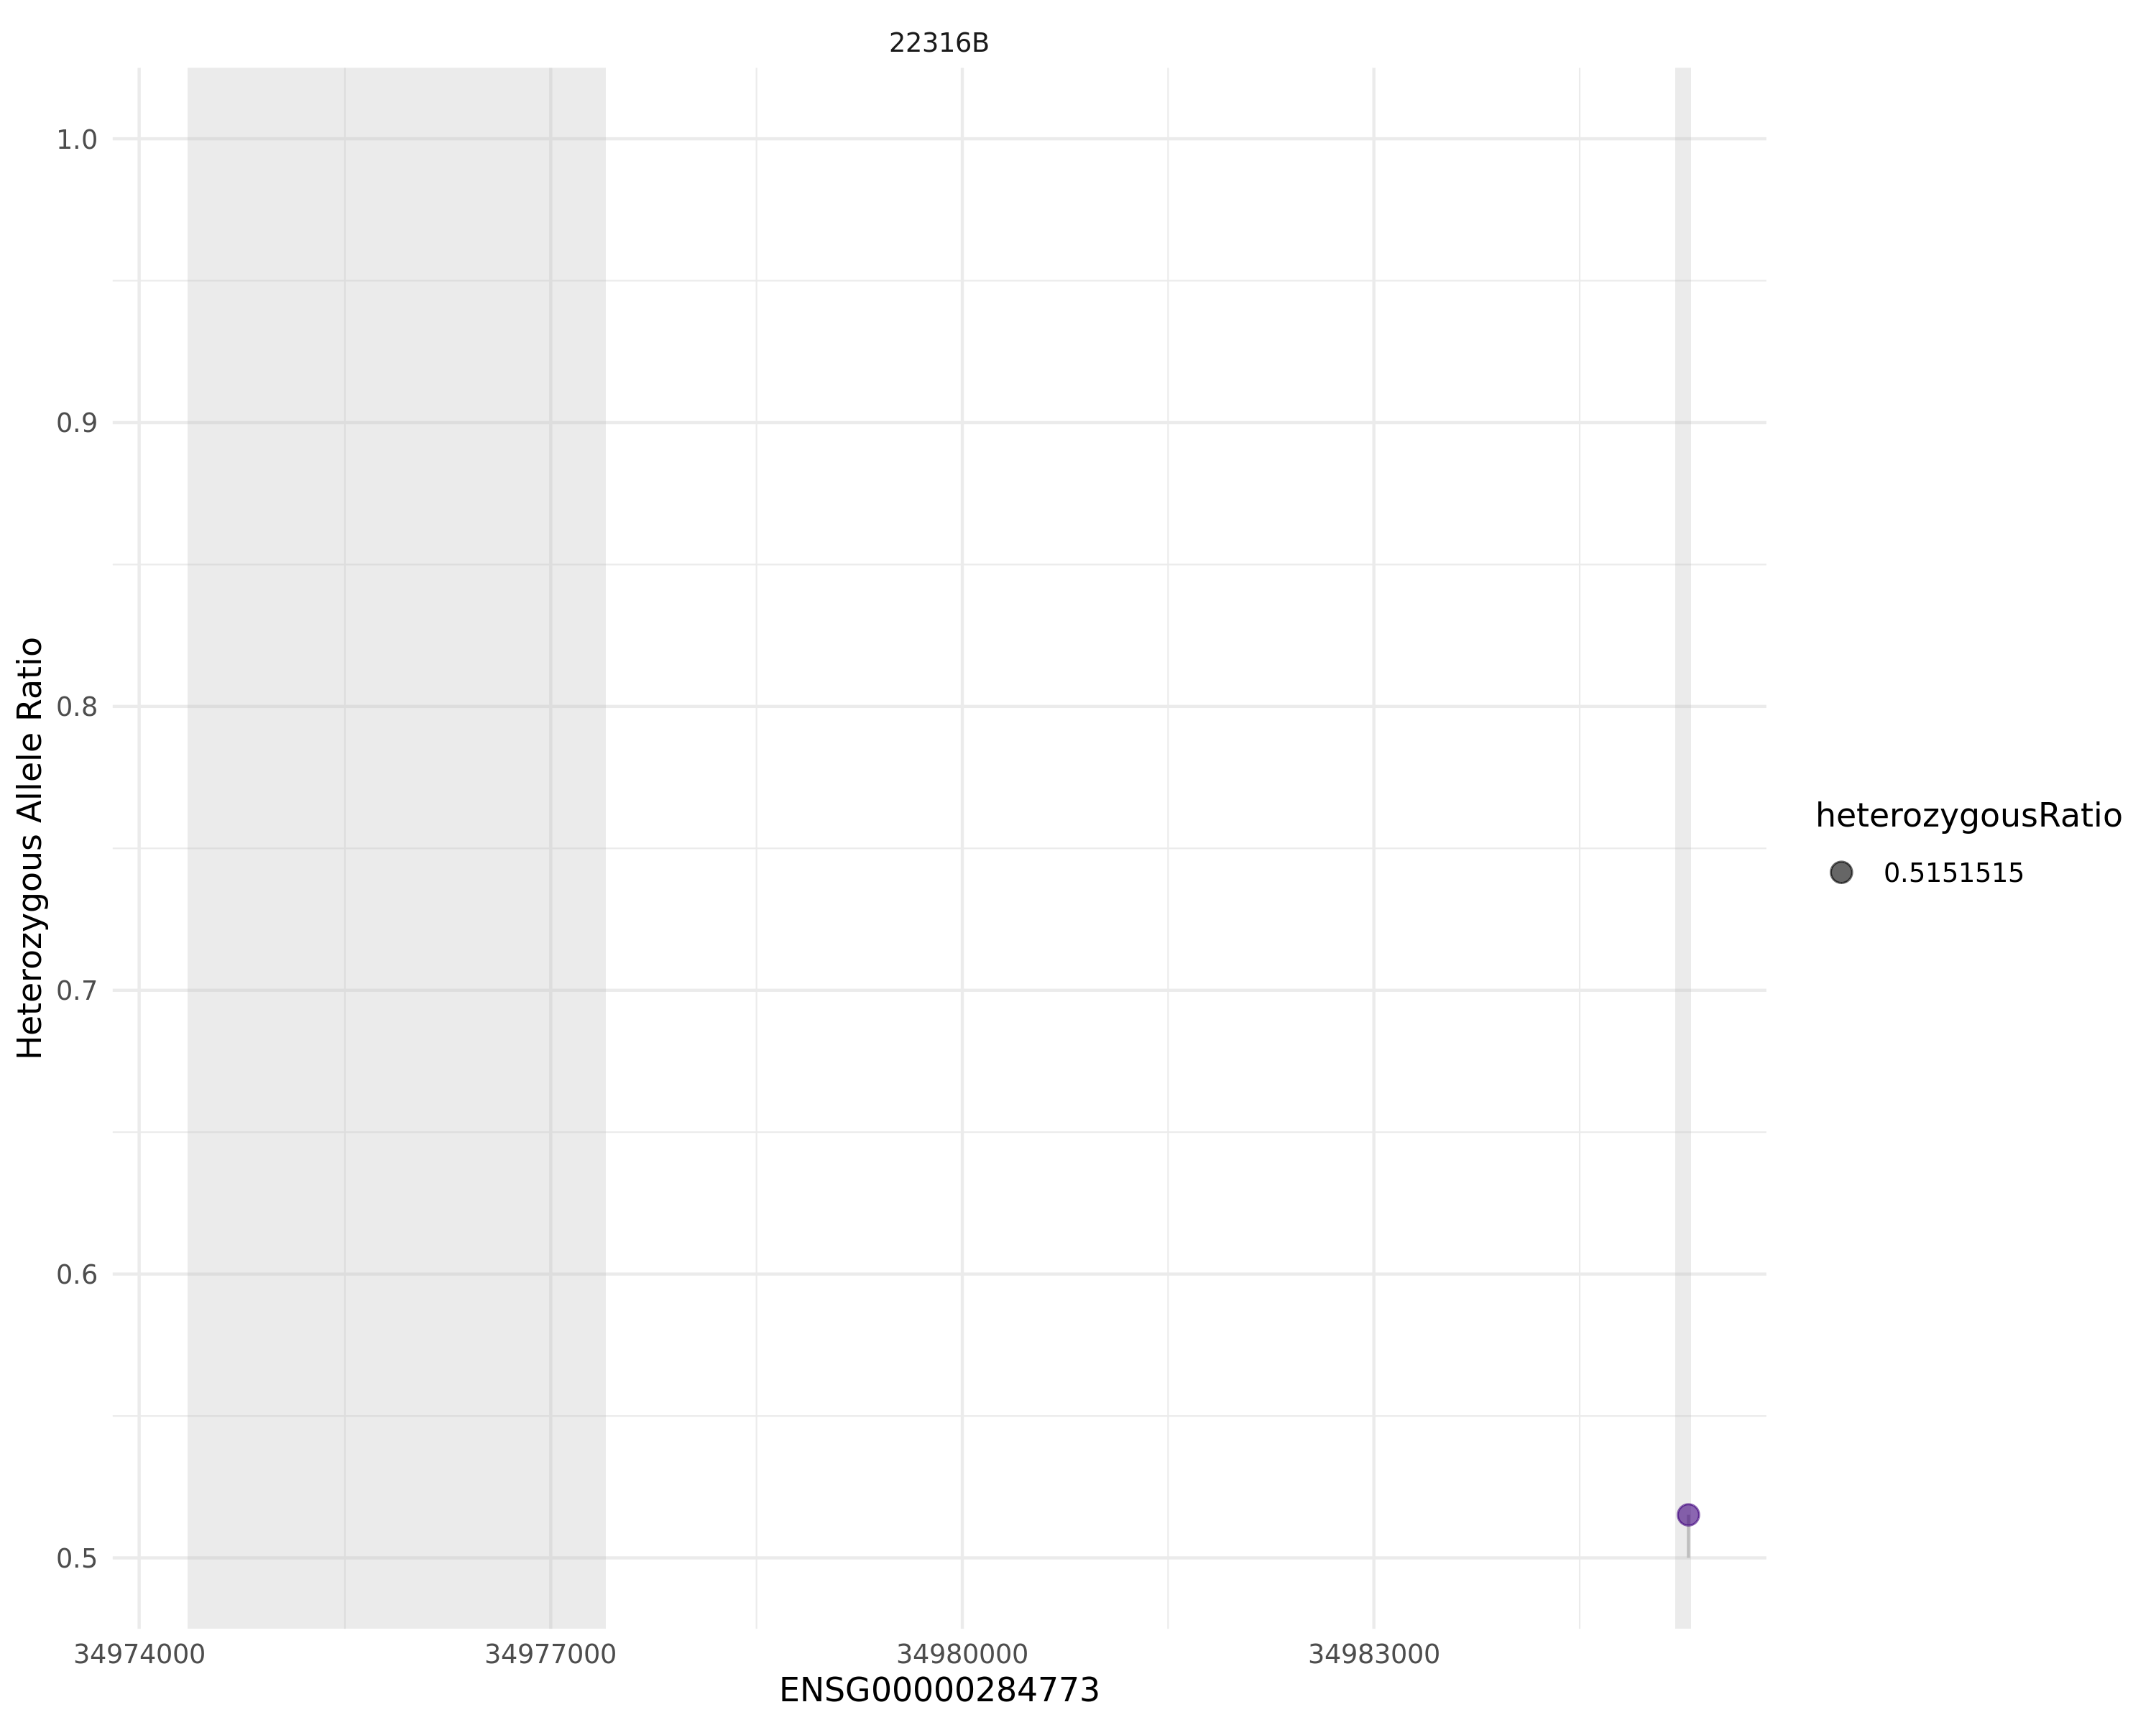 22316B
1.0
0.9
0.8
0.7
0.6
0.5
Heterozygous Allele Ratio
34974000 34977000 34980000 34983000
ENSG00000284773
heterozygousRatio
0.5151515